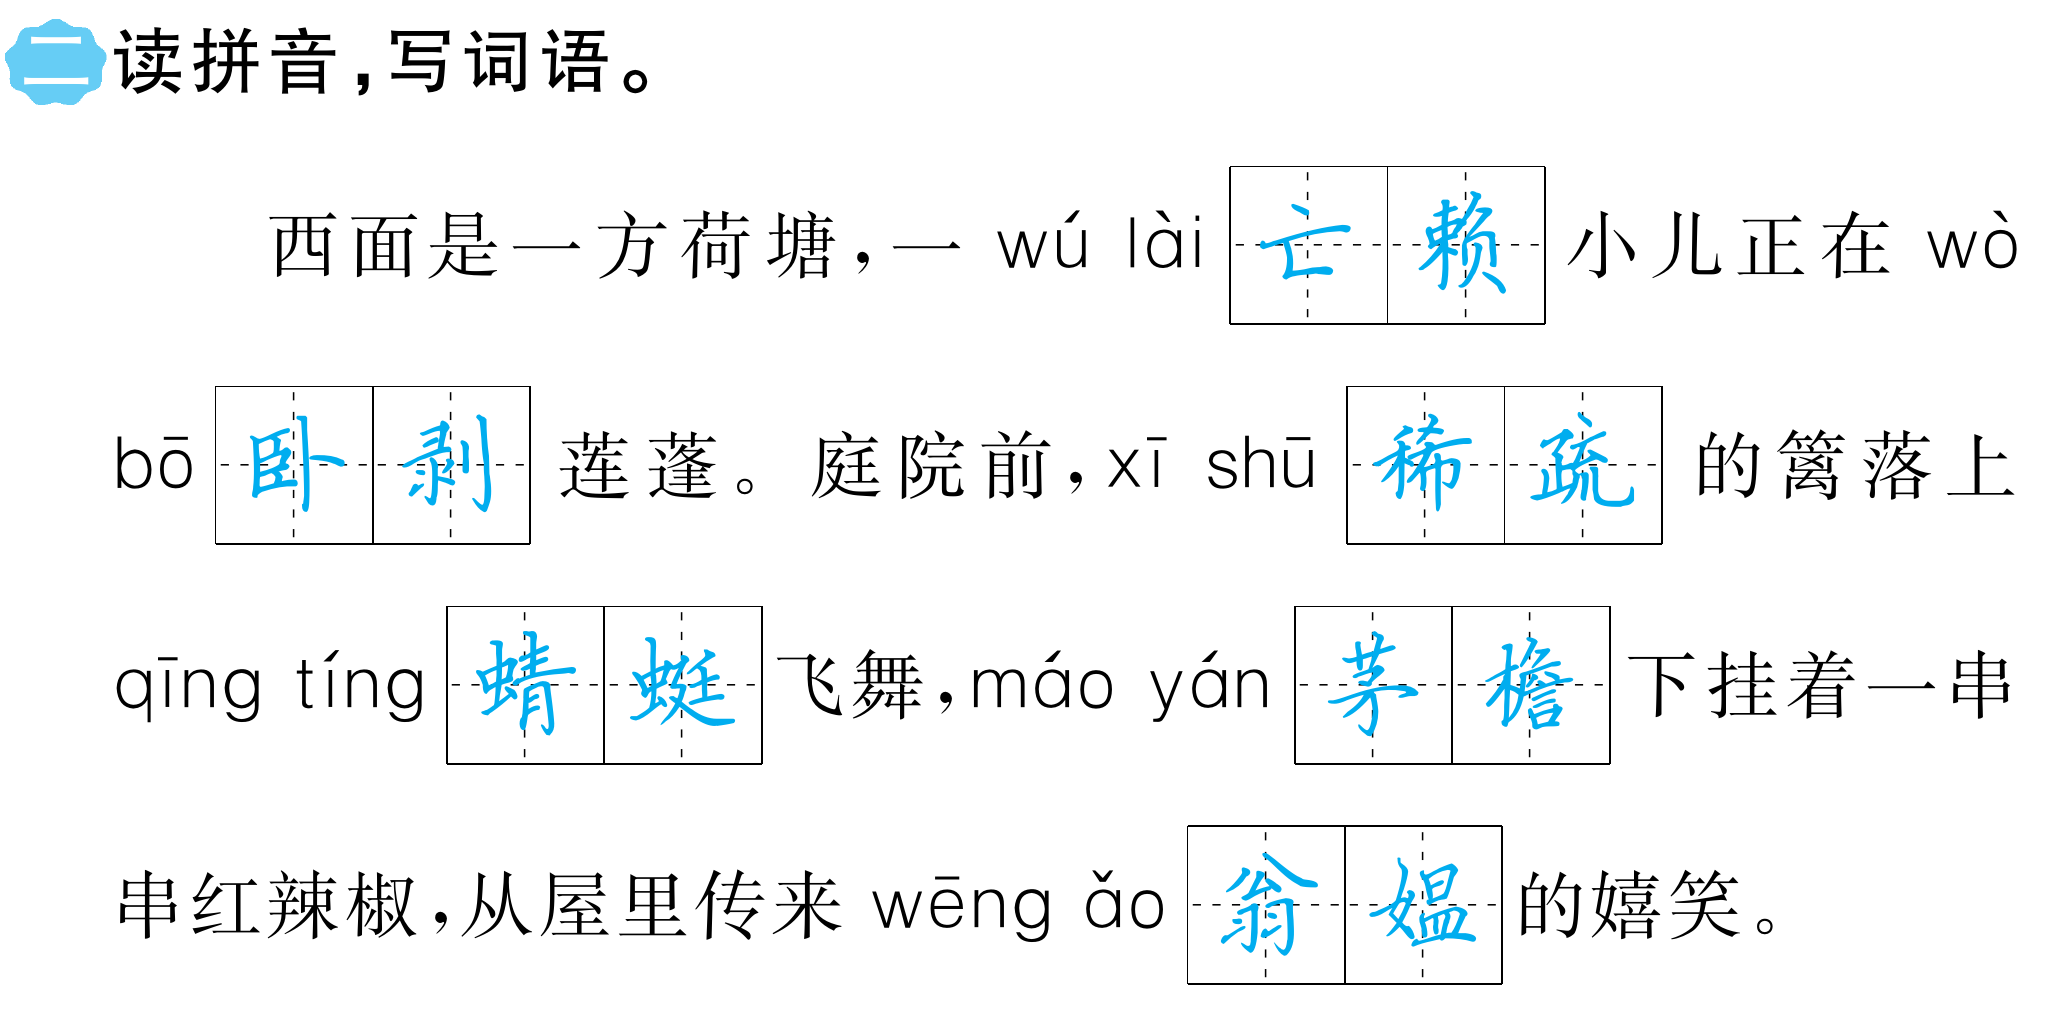 二 读拼音,写词语。
西面是一方荷塘,一 wú lài 亡赖 小儿正在 wò
bō 卧剥 莲蓬。庭院前,xī shū 稀疏 的篱落上
qīng tíng 蜻蜓 飞舞,máo yán 茅檐 下挂着一串
串红辣椒,从屋里传来 wēng ǎo 翁媪 的嬉笑。